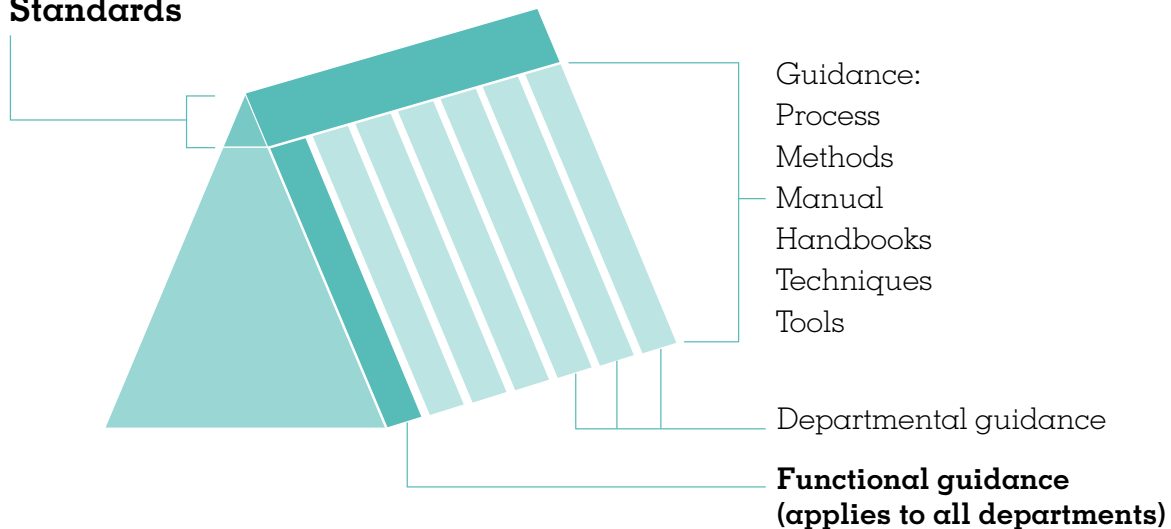 Standards
Guidance:
Process
Methods
Manual
Handbooks
Techniques
Tools
Departmental guidance
Functional guidance
(applies to all departments)